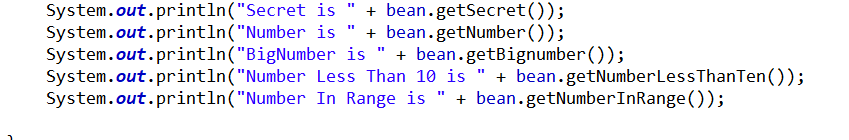 System.out.println("Secret is " + bean.getSecret());
System.out.println("Number is " + bean.getNumber());
System.out.println("BigNumber is " + bean.getBignumber());
System.out.println("Number Less Than 10 is " + bean.getNumberLessThanTen());
System.out.println("Number In Range is " + bean.getNumberInRange());